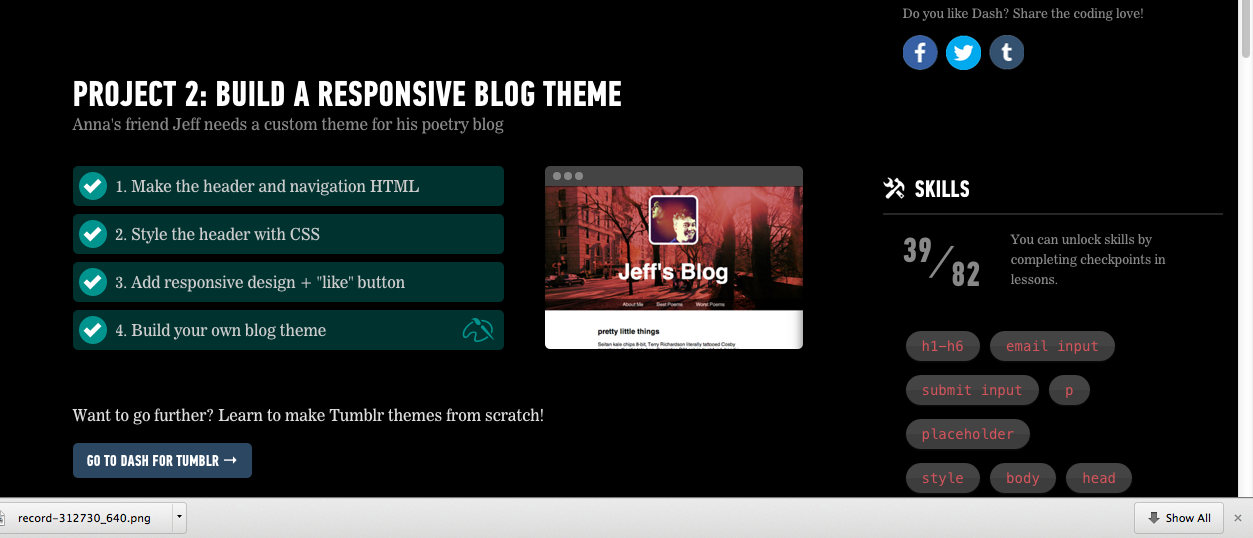 Do you like Dash? Share the coding love!
PROJECT 2: BUILD A RESPONSIVE BLOG THEME
Anna's friend Jeff needs a custom theme for his poetry blog
1. Make the header and navigation HTML
2. Style the header with CSS
3. Add responsive design + "like" button
4. Build your own blog theme
Jeff's Blog
About Me Best Poems Worst Poems
pretty little things
Seitan kale chips 8-bit, Terry Richardson literally tattooed Cosby
Want to go further? Learn to make Tumblr themes from scratch!
GO TO DASH FOR TUMBLR →
SKILLS
39/82
You can unlock skills by
completing checkpoints in
lessons.
h1-h6 email input
submit input p
placeholder
style body head
record-312730_640.png
Show All